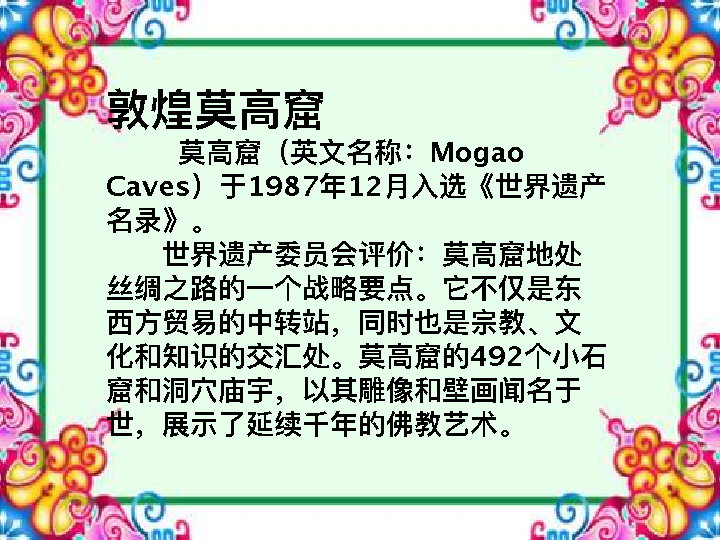 敦煌莫高窟
莫高窟（英文名称：Mogao
Caves）于1987年12月入选《世界遗产
名录》。
世界遗产委员会评价：莫高窟地处
丝绸之路的一个战略要点。它不仅是东
西方贸易的中转站，同时也是宗教、文
化和知识的交汇处。莫高窟的492个小石
窟和洞穴庙宇，以其雕像和壁画闻名于
世，展示了延续千年的佛教艺术。